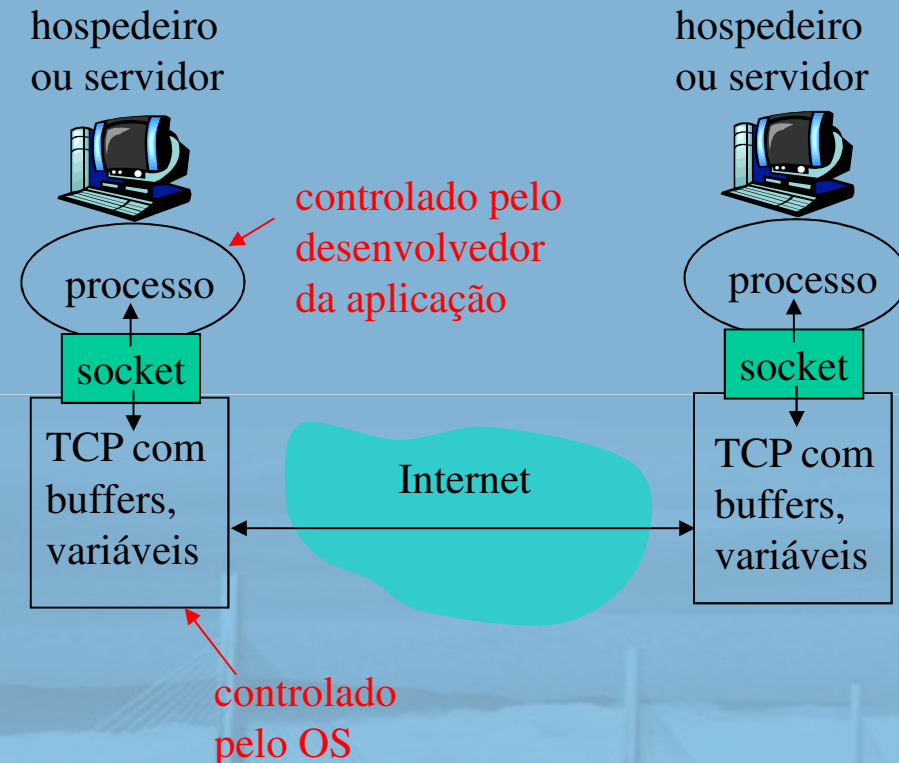 hospedeiro
ou servidor
hospedeiro
ou servidor
controlado pelo
desenvolvedor
da aplicação
processo
processo
socket
socket
TCP com
buffers,
variáveis
Internet
TCP com
buffers,
variáveis
controlado
pelo OS